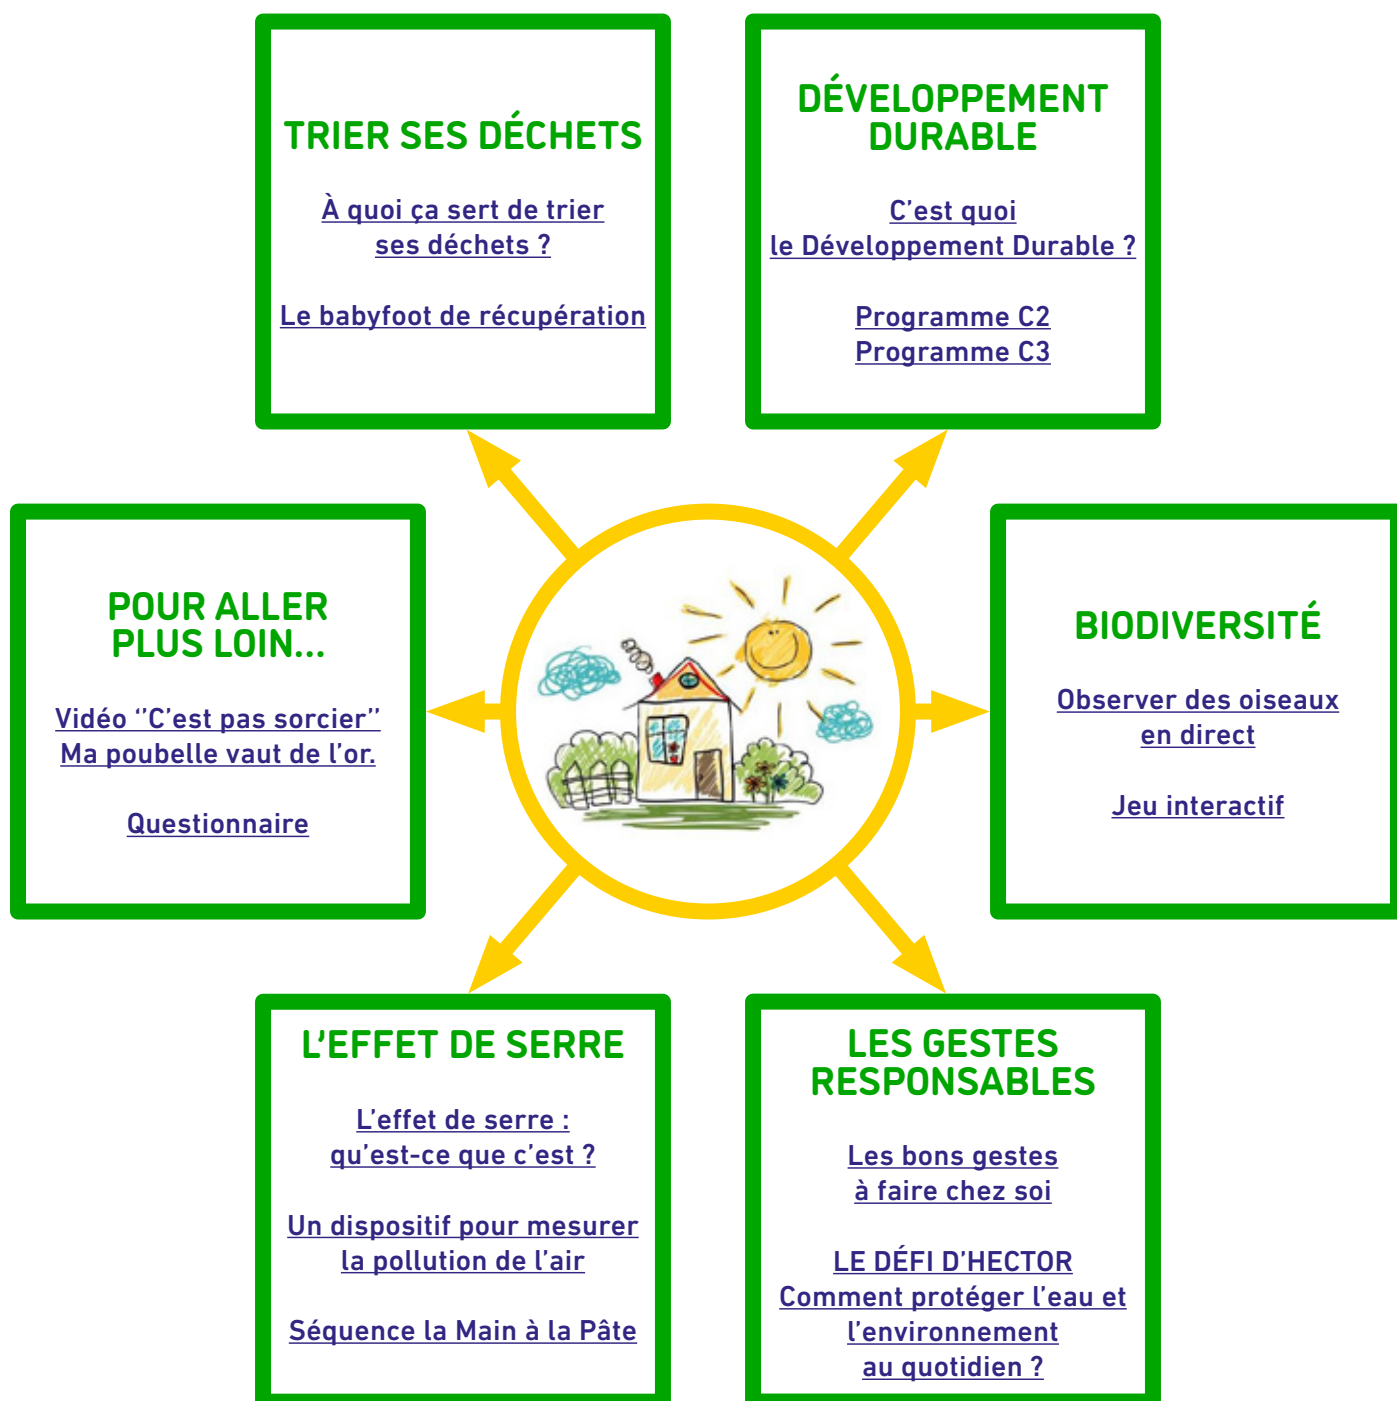 TRIER SES DÉCHETS
À quoi ça sert de trier
ses déchets ?
Le babyfoot de récupération
DÉVELOPPEMENT
DURABLE
C’est quoi
le Développement Durable ?
Programme C2
Programme C3
POUR ALLER
PLUS LOIN...
Vidéo ‘’C’est pas sorcier’’
Ma poubelle vaut de l’or.
Questionnaire
BIODIVERSITÉ
Observer des oiseaux
en direct
Jeu interactif
L’EFFET DE SERRE
L’effet de serre :
qu’est-ce que c’est ?
Un dispositif pour mesurer
la pollution de l’air
Séquence la Main à la Pâte
LES GESTES
RESPONSABLES
Les bons gestes
à faire chez soi
LE DÉFI D’HECTOR
Comment protéger l’eau et
l’environnement
au quotidien ?